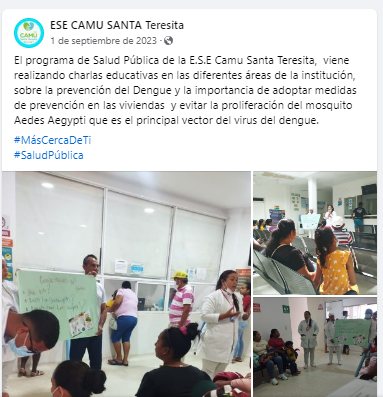 ESE CAMU SANTA Teresita
1 de septiembre de 2023 ·
El programa de Salud Pública de la E.S.E Camu Santa Teresita, viene
realizando charlas educativas en las diferentes áreas de la institución,
sobre la prevención del Dengue y la importancia de adoptar medidas
de prevención en las viviendas y evitar la proliferación del mosquito
Aedes Aegypti que es el principal vector del virus del dengue.
#MásCercaDeTi
#SaludPública